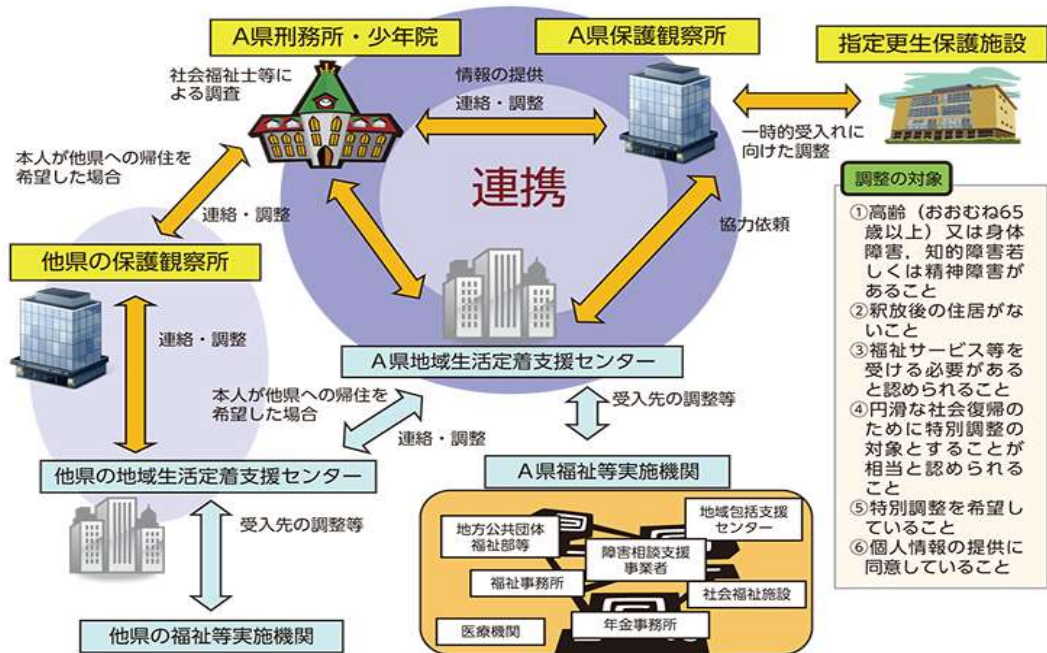 A県刑務所・少年院
A県保護観察所
指定更生保護施設
社会福祉士等に
よる調査
情報の提供
連絡・調整
一時的受入れに
向けた調整
本人が他県への帰住を
希望した場合
連絡・調整
連携
協力依頼
他県の保護観察所
連絡・調整
A県地域生活定着支援センター
本人が他県への帰住を
希望した場合
連絡・調整
受入先の調整等
他県の地域生活定着支援センター
受入先の調整等
他県の福祉等実施機関
A県福祉等実施機関
地方公共団体
福祉部等
地域包括支援
センター
障害相談支援
事業者
福祉事務所
社会福祉施設
年金事務所
医療機関
調整の対象
①高齢（おおむね65
歳以上）又は身体
障害，知的障害若
しくは精神障害が
あること
②釈放後の住居がな
いこと
③福祉サービス等を
受ける必要がある
と認められること
④円滑な社会復帰の
ために特別調整の
対象とすることが
相当と認められる
こと
⑤特別調整を希望し
ていること
⑥個人情報の提供に
同意していること